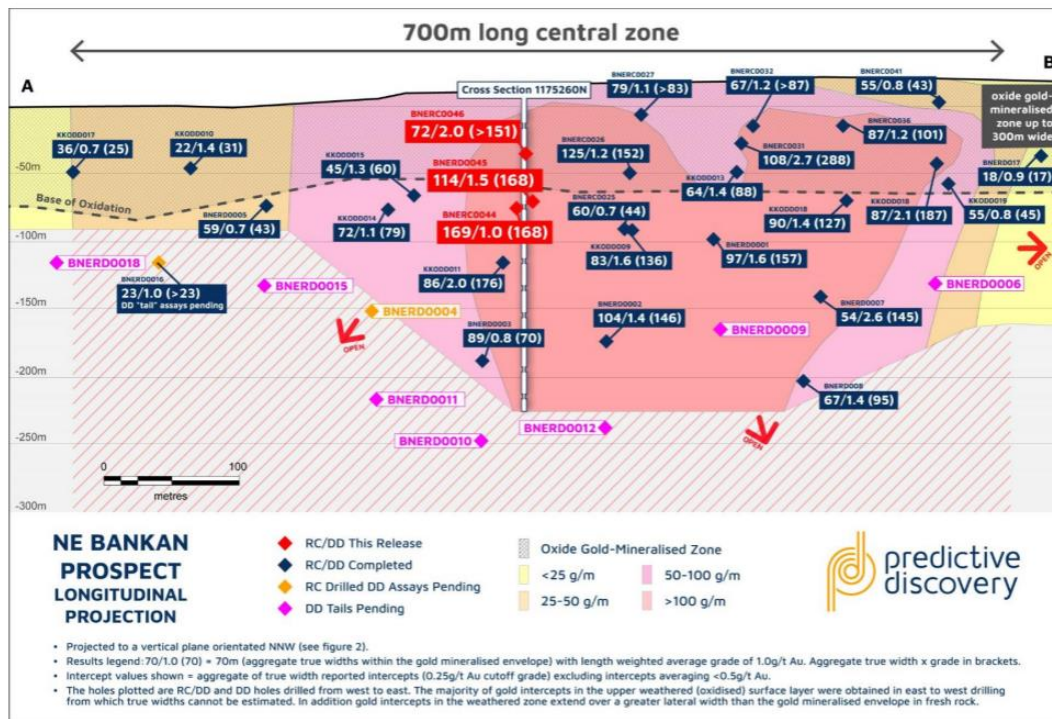 700m long central zone
A
B
Cross Section 1175260N
BNERC0027
79/1.1 (>83)
BNERC0032
67/1.2 (>87)
BNERC0041
55/0.8 (43)
oxide gold-
mineralised
zone up to
300m wide
BNERC0046
72/2.0 (>151)
BNERC0036
87/1.2 (101)
KKODD017
36/0.7 (25)
KKODD010
22/1.4 (31)
BNERC0026
125/1.2 (152)
BNERC0031
108/2.7 (288)
KKODD015
45/1.3 (60)
BNERD0045
114/1.5 (168)
BNERD017
18/0.9 (17)
-50m
KKODD013
64/1.4 (88)
Base of Oxidation
BNERD0005
59/0.7 (43)
KKODD014
72/1.1 (79)
BNERC0044
169/1.0 (168)
BNERC0025
60/0.7 (44)
KKODD018
90/1.4 (127)
KKODD018
87/2.1 (187)
KKODD019
55/0.8 (45)
-100m
KKODD009
83/1.6 (136)
BNERD0001
97/1.6 (157)
OPEN
BNERD0018
BNERD0016
23/1.0 (>23)
DD "tail" assays pending
BNERD0015
KKODD011
86/2.0 (176)
BNERD0006
-150m
BNERD0004
OPEN
BNERD0002
104/1.4 (146)
BNERD0007
54/2.6 (145)
BNERD0003
89/0.8 (70)
BNERD0009
-200m
BNERD008
67/1.4 (95)
BNERD0011
OPEN
BNERD0012
-250m
BNERD0010
0
100
metres
-300m
NE BANKAN
PROSPECT
LONGITUDINAL
PROJECTION
RC/DD This Release
RC/DD Completed
RC Drilled DD Assays Pending
DD Tails Pending
Oxide Gold-Mineralised Zone
<25 g/m
50-100 g/m
25-50 g/m
>100 g/m
predictive
discovery
• Projected to a vertical plane orientated NNW (see figure 2).
• Results legend:70/1.0 (70) = 70m (aggregate true widths within the gold mineralised envelope) with length weighted average grade of 1.0g/t Au. Aggregate true width x grade in brackets.
• Intercept values shown = aggregate of true width reported intercepts (0.25g/t Au cutoff grade) excluding intercepts averaging <0.5g/t Au.
• The holes plotted are RC/DD and DD holes drilled from west to east. The majority of gold intercepts in the upper weathered (oxidised) surface layer were obtained in east to west drilling
from which true widths cannot be estimated. In addition gold intercepts in the weathered zone extend over a greater lateral width than the gold mineralised envelope in fresh rock.